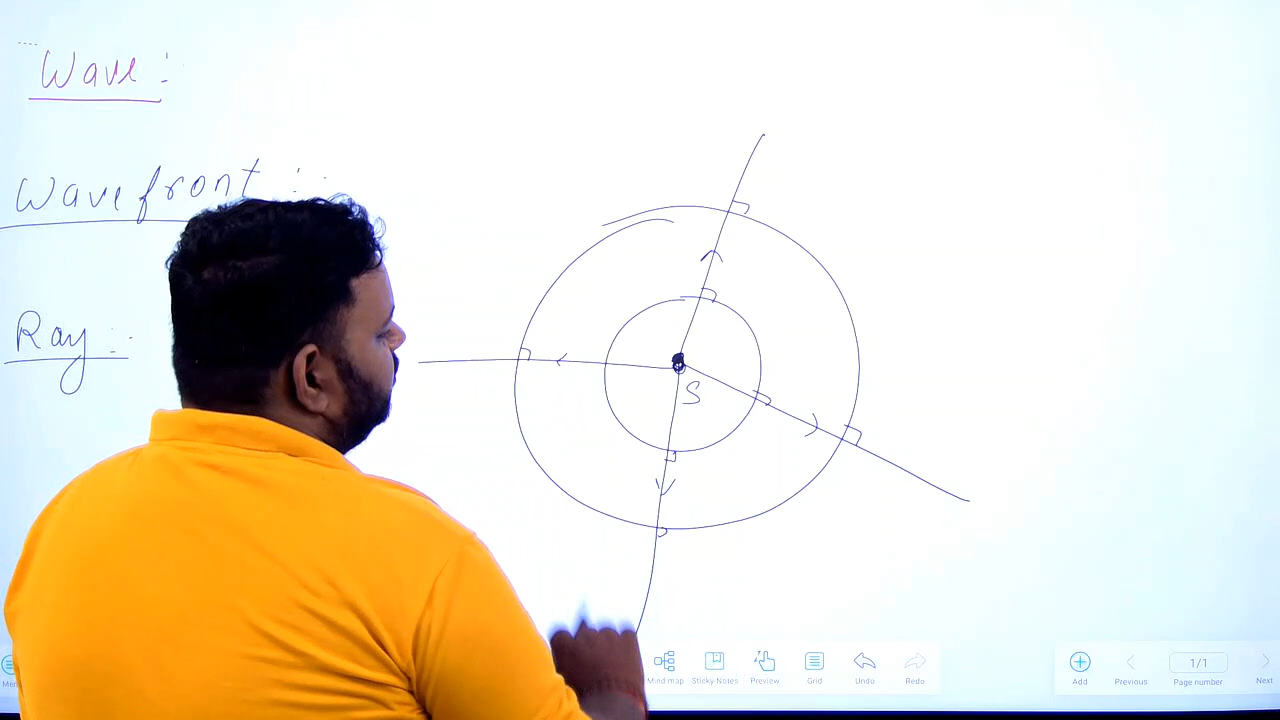 Wave :
Wavefront :
Ray :
S
Mind map Sticky-Notes Preview Grid Undo Redo
Add Previous 1/1 Page number Next